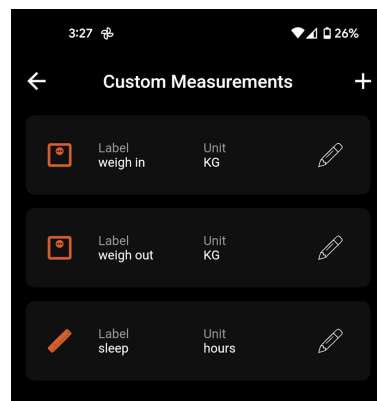 3:27 26%
Custom Measurements
Label Unit
weigh in KG
Label Unit
weigh out KG
Label Unit
sleep hours